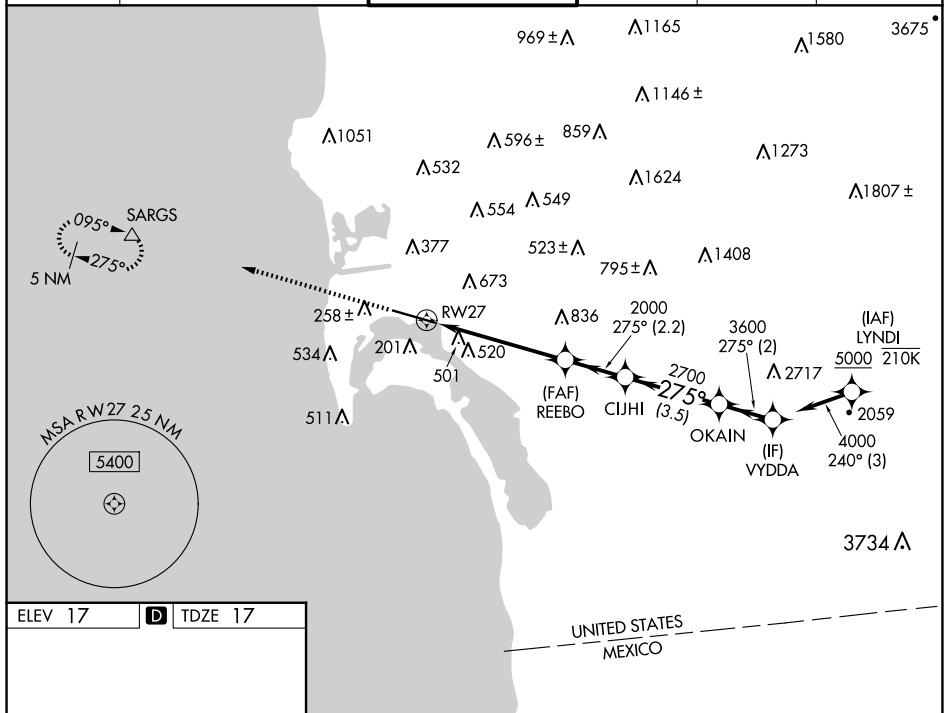 969 ±
1165
1580
3675
1146 ±
1051
596 ±
859
532
1273
1624
549
1807 ±
554
095°
SARGS
377
523 ±
1408
275°
795 ±
5 NM
673
258 ±
RW27
836
2000
275° (2.2)
3600
275° (2)
(IAF)
LYNDI
5000 210K
534
201
520
501
2717
2700
275°
(3.5)
(FAF)
REEBO
CIJHI
OKAIN
2059
511
(IF)
VYDDA
4000
240° (3)
MSA RW27 25 NM
5400
3734
ELEV 17
D
TDZE 17
UNITED STATES
MEXICO